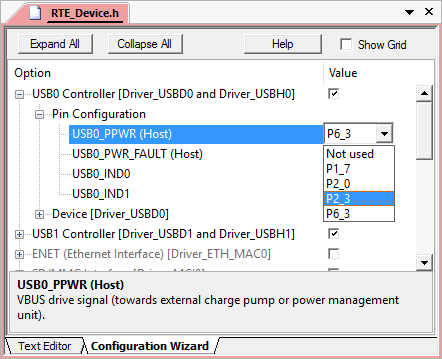 RTE_Device.h
Expand All Collapse All Help Show Grid
Option Value
USB0 Controller [Driver_USBD0 and Driver_USBH0]
Pin Configuration
USB0_PPWR (Host) P6_3
USB0_PWR_FAULT (Host) Not used
USB0_IND0 P1_7
P2_0
USB0_IND1 P2_3
Device [Driver_USBD0] P6_3
USB1 Controller [Driver_USBD1 and Driver_USBH1]
ENET (Ethernet Interface) [Driver_ETH_MAC0]
USB0_PPWR (Host)
VBUS drive signal (towards external charge pump or power management
unit).
Text Editor Configuration Wizard